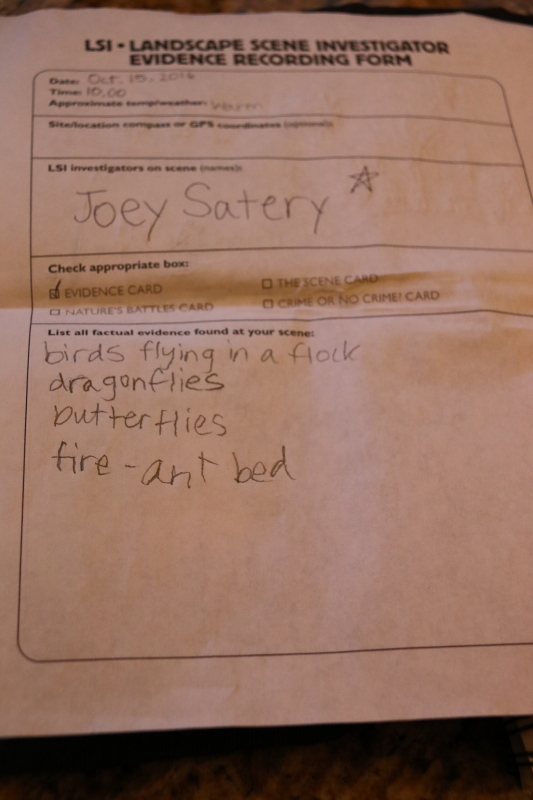 LSI • LANDSCAPE SCENE INVESTIGATOR
EVIDENCE RECORDING FORM
Date: Oct. 15, 2016
Time: 10:00
Approximate temp/weather: Warm
Site/location compass or GPS coordinates (optional):
LSI investigators on scene (names):
Joey Satery
Check appropriate box:
EVIDENCE CARD
THE SCENE CARD
NATURE'S BATTLES CARD
CRIME OR NO CRIME? CARD
List all factual evidence found at your scene:
birds flying in a flock
dragonflies
butterflies
fire-ant bed